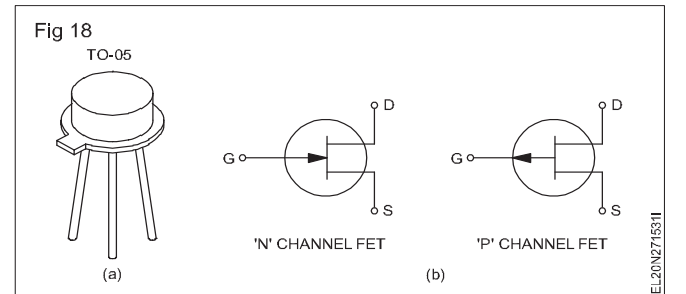 Fig 18
TO-05
(a)
D
G
S
'N' CHANNEL FET
D
G
S
'P' CHANNEL FET
(b)
EL20N271531I